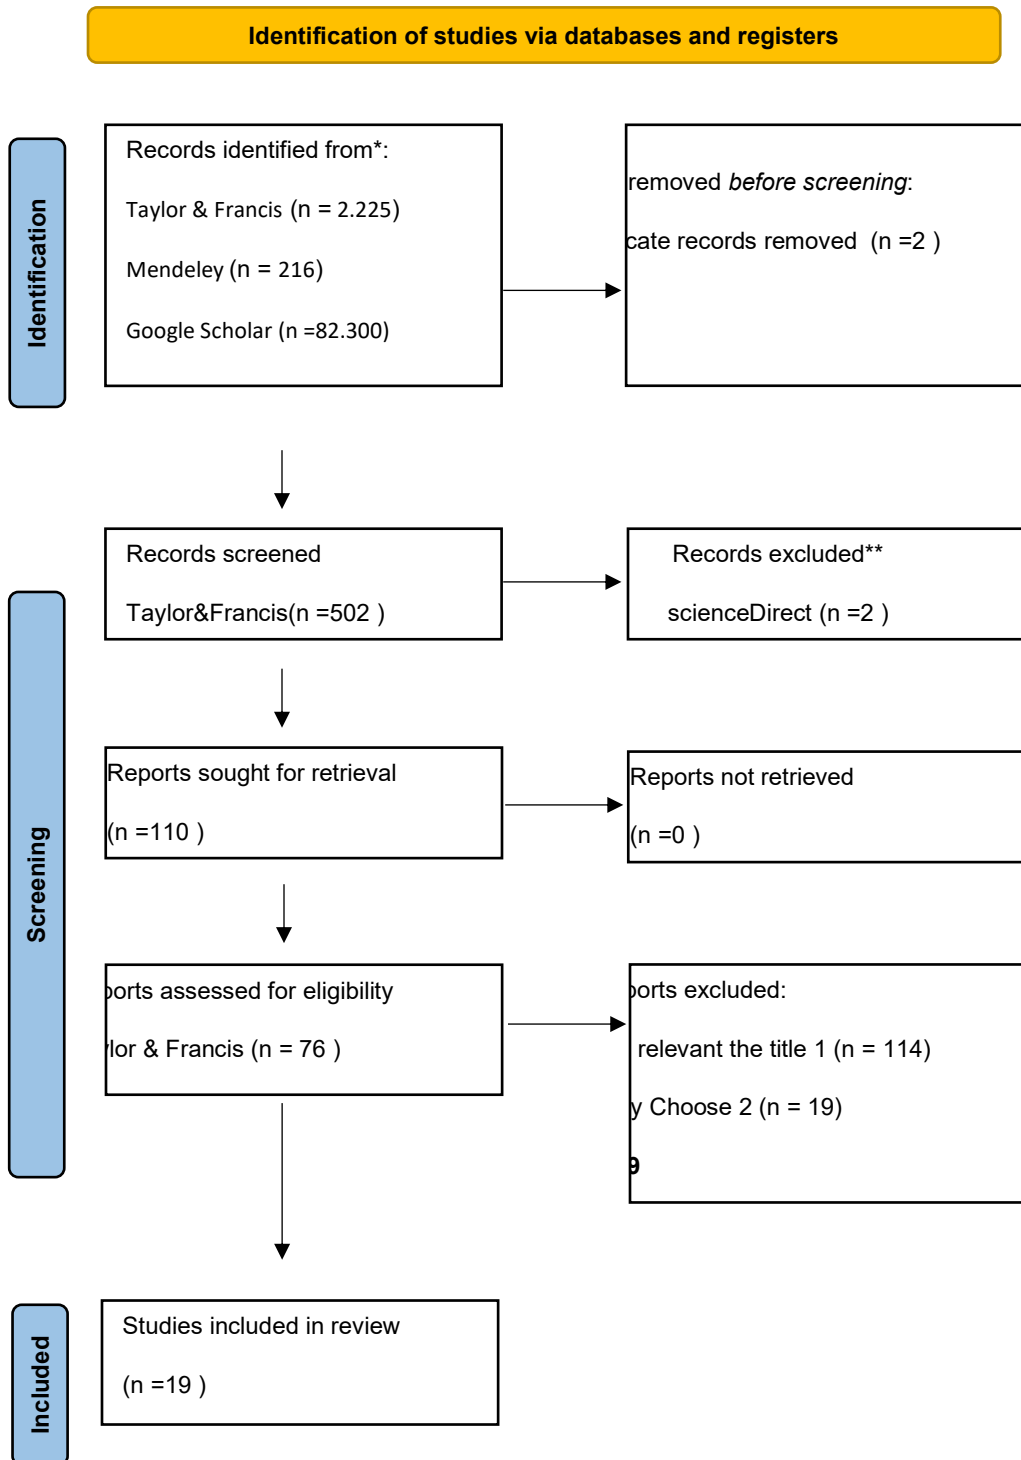 Identification of studies via databases and registers
Identification
Records identified from*:
Taylor & Francis (n = 2.225)
Mendeley (n = 216)
Google Scholar (n =82.300)
removed before screening:
cate records removed (n =2 )
Screening
Records screened
Taylor&Francis(n =502 )
Records excluded**
scienceDirect (n =2 )
Reports sought for retrieval
(n =110 )
Reports not retrieved
(n =0 )
ports assessed for eligibility
lor & Francis (n = 76 )
ports excluded:
relevant the title 1 (n = 114)
y Choose 2 (n = 19)
9
Included
Studies included in review
(n =19 )